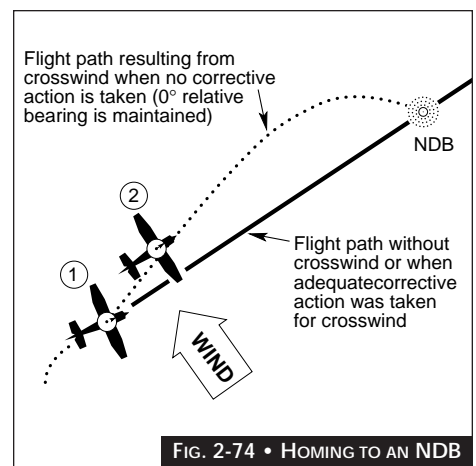 Flight path resulting from
crosswind when no corrective
action is taken (0° relative
bearing is maintained)
NDB
2
1
Flight path without
crosswind or when
adequatecorrective
action was taken
for crosswind
WIND
FIG. 2-74 • HOMING TO AN NDB